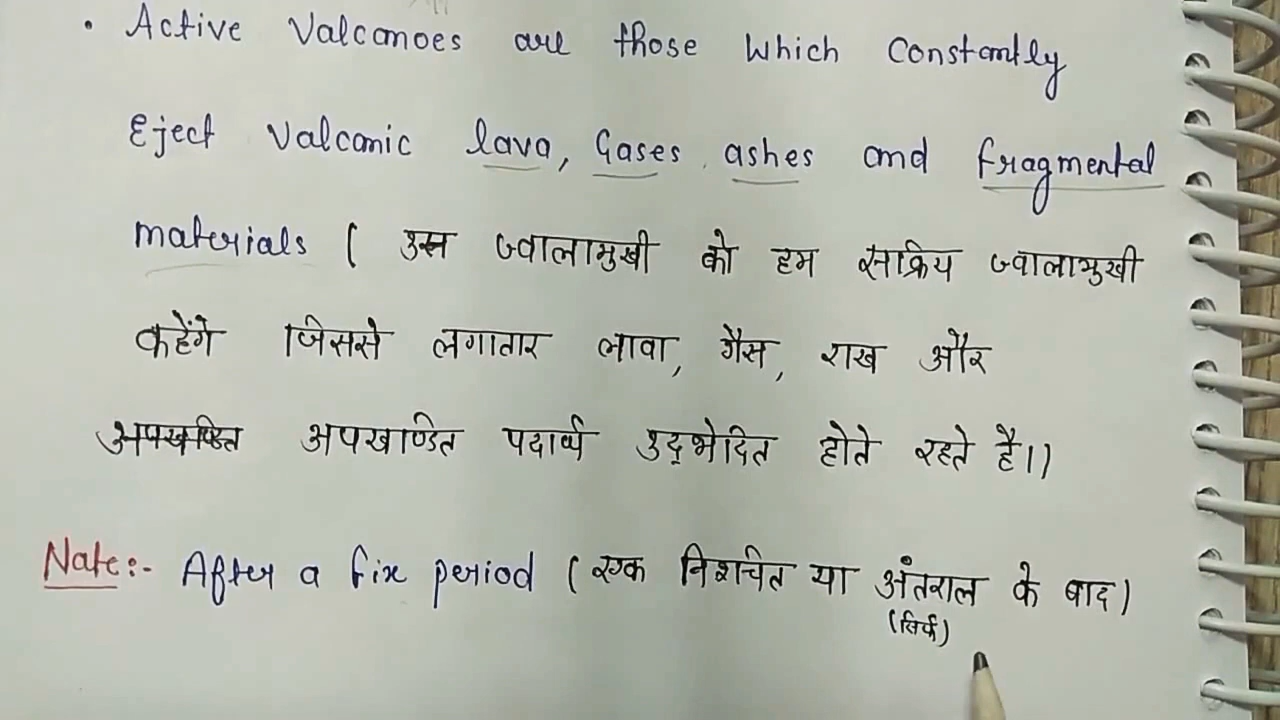 • Active Valcanoes are those which constantly
Eject valcanic lava, Gases, ashes and fragmental
materials ( उस ज्वालामुखी को हम सक्रिय ज्वालामुखी
कहेंगे जिससे लगातार लावा, गैस, राख और
अपखण्डित अपखण्डित पदार्थ उद्भेदित होते रहते है।)
Note:- After a fix period ( एक निश्चित या अंतराल के बाद)
(सिर्फ)